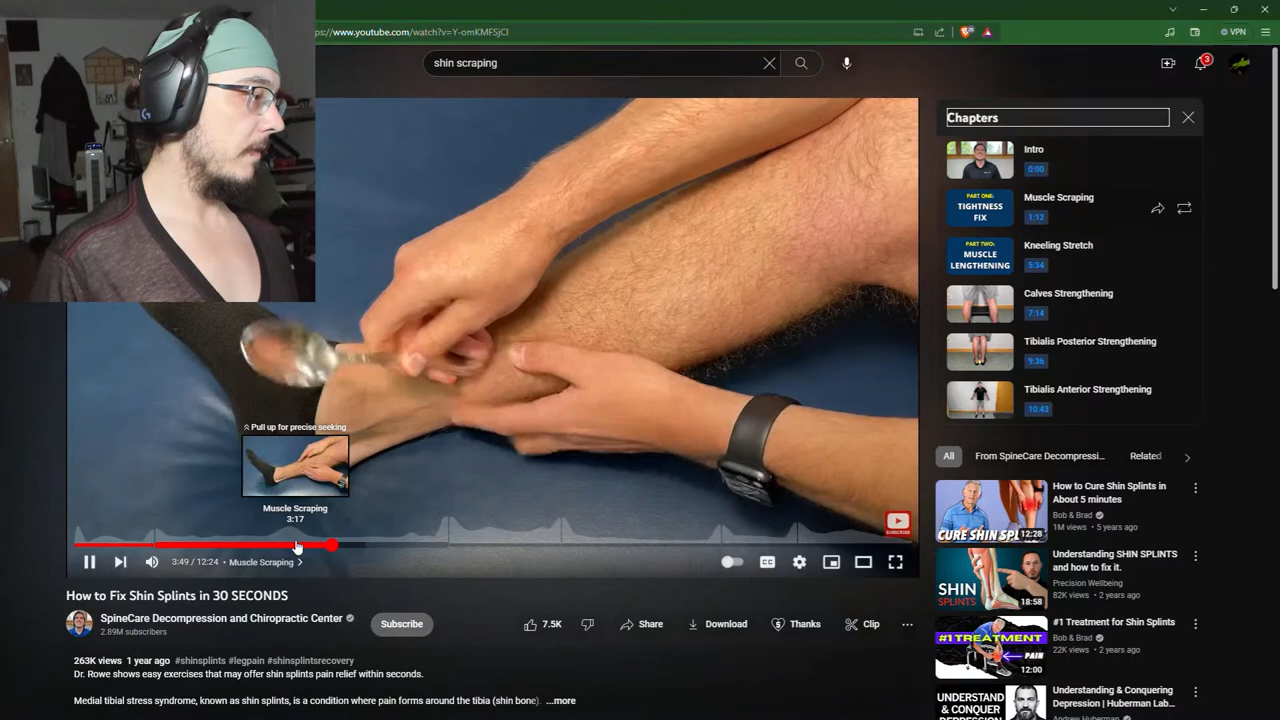 ps://www.youtube.com/watch?v=Y-omKMFSjCI
VPN
shin scraping
3
Chapters
Intro
0:00
PART ONE:
TIGHTNESS
FIX
Muscle Scraping
1:12
PART TWO:
MUSCLE
LENGTHENING
Kneeling Stretch
5:34
Calves Strengthening
7:14
Tibialis Posterior Strengthening
9:36
Tibialis Anterior Strengthening
10:43
Pull up for precise seeking
Muscle Scraping
3:17
SUBSCRIBE
3:49 / 12:24 • Muscle Scraping
CC
How to Fix Shin Splints in 30 SECONDS
SpineCare Decompression and Chiropractic Center
2.89M subscribers
Subscribe
7.5K
Share
Download
Thanks
Clip
263K views 1 year ago #shinsplints #legpain #shinsplintsrecovery
Dr. Rowe shows easy exercises that may offer shin splints pain relief within seconds.
Medial tibial stress syndrome, known as shin splints, is a condition where pain forms around the tibia (shin bone). ...more
All
From SpineCare Decompressi...
Related
CURE SHIN SPLINTS
12:28
How to Cure Shin Splints in
About 5 minutes
Bob & Brad
1M views • 5 years ago
SHIN
SPLINTS
18:58
Understanding SHIN SPLINTS
and how to fix it.
Precision Wellbeing
82K views • 2 years ago
#1 TREATMENT
PAIN
12:00
#1 Treatment for Shin Splints
Bob & Brad
22K views • 2 years ago
UNDERSTAND
& CONQUER
DEPRESSION
Understanding & Conquering
Depression | Huberman Lab...
Andrew Huberman